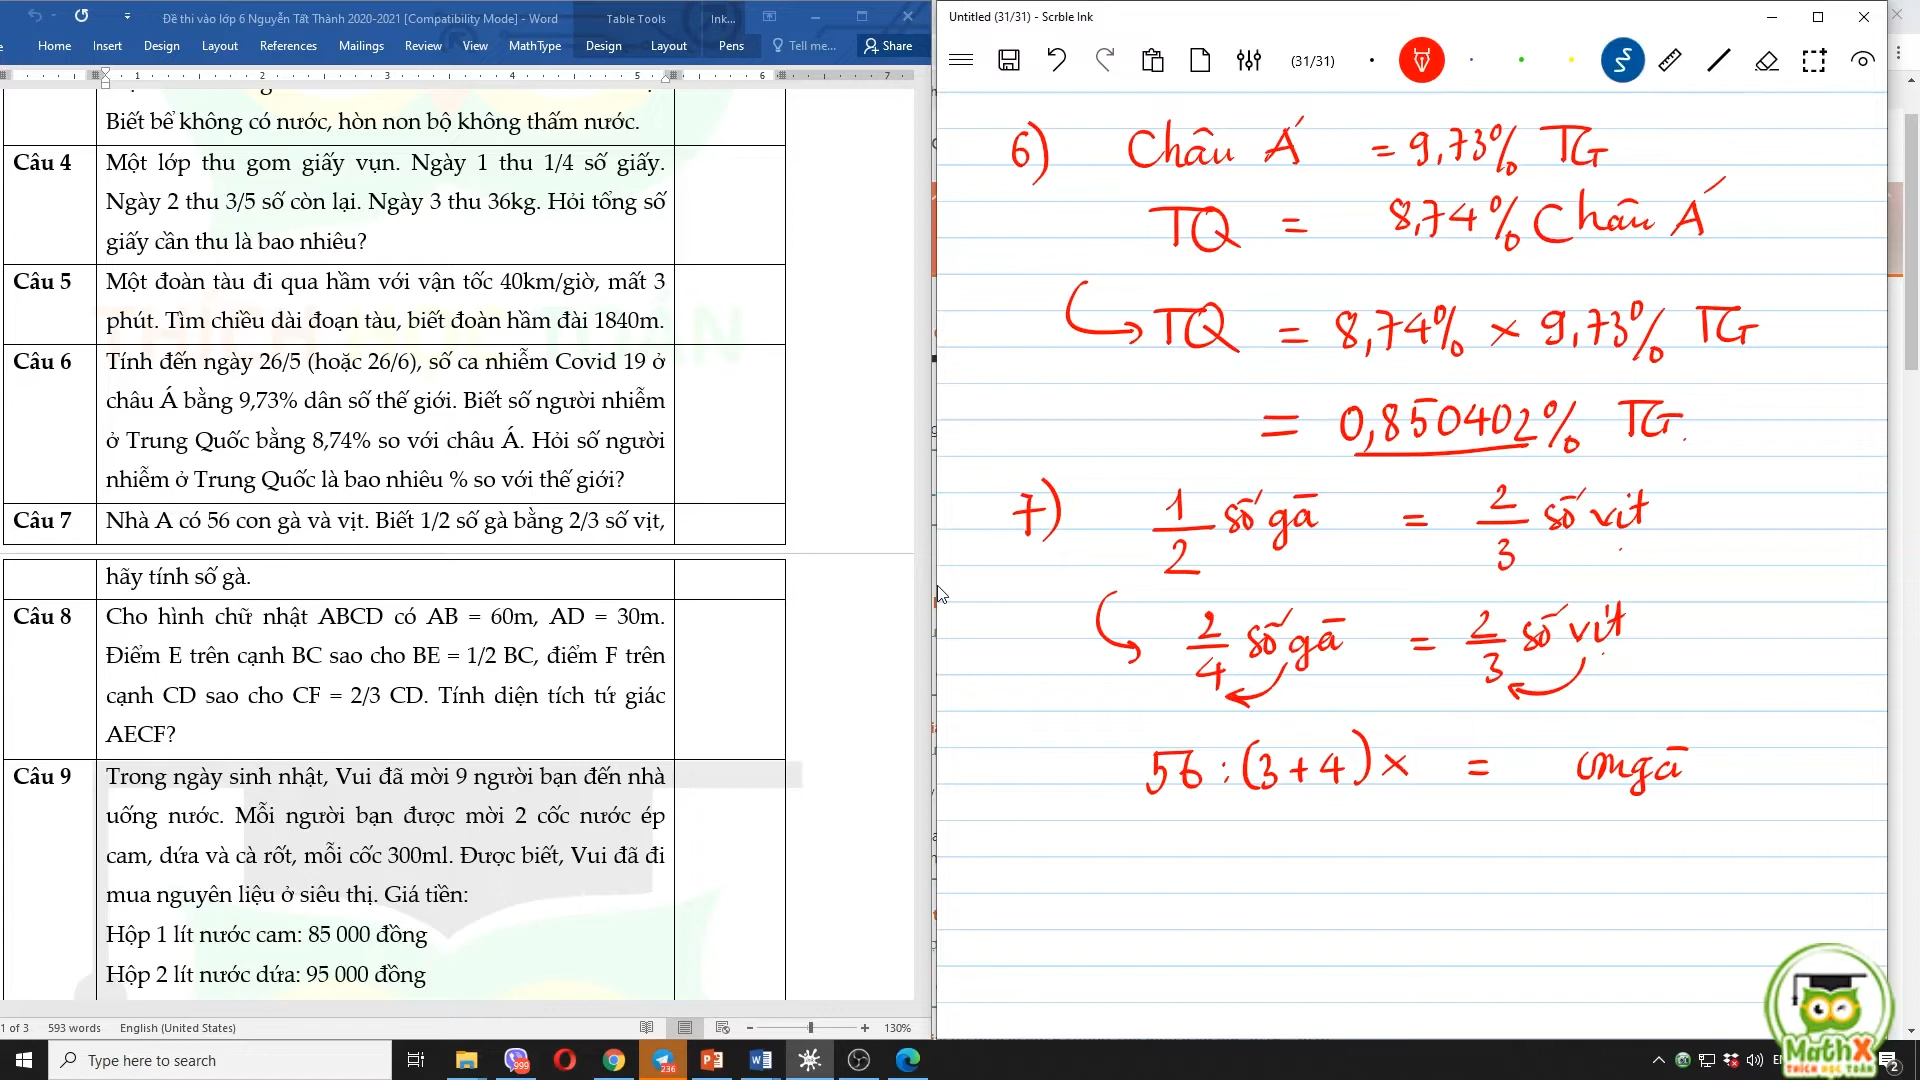 Đề thi vào lớp 6 Nguyễn Tất Thành 2020-2021 [Compatibility Mode] - Word
Table Tools
Ink...
Home Insert Design Layout References Mailings Review View MathType Design Layout Pens Tell me... Share
1 2 3 4 5 6 7
Biết bể không có nước, hòn non bộ không thấm nước.
Câu 4 Một lớp thu gom giấy vụn. Ngày 1 thu 1/4 số giấy.
Ngày 2 thu 3/5 số còn lại. Ngày 3 thu 36kg. Hỏi tổng số
giấy cần thu là bao nhiêu?
Câu 5 Một đoàn tàu đi qua hầm với vận tốc 40km/giờ, mất 3
phút. Tìm chiều dài đoạn tàu, biết đoàn hầm đài 1840m.
Câu 6 Tính đến ngày 26/5 (hoặc 26/6), số ca nhiễm Covid 19 ở
châu Á bằng 9,73% dân số thế giới. Biết số người nhiễm
ở Trung Quốc bằng 8,74% so với châu Á. Hỏi số người
nhiễm ở Trung Quốc là bao nhiêu % so với thế giới?
Câu 7 Nhà A có 56 con gà và vịt. Biết 1/2 số gà bằng 2/3 số vịt,
hãy tính số gà.
Câu 8 Cho hình chữ nhật ABCD có AB = 60m, AD = 30m.
Điểm E trên cạnh BC sao cho BE = 1/2 BC, điểm F trên
cạnh CD sao cho CF = 2/3 CD. Tính diện tích tứ giác
AECF?
Câu 9 Trong ngày sinh nhật, Vui đã mời 9 người bạn đến nhà
uống nước. Mỗi người bạn được mời 2 cốc nước ép
cam, dứa và cà rốt, mỗi cốc 300ml. Được biết, Vui đã đi
mua nguyên liệu ở siêu thị. Giá tiền:
Hộp 1 lít nước cam: 85 000 đồng
Hộp 2 lít nước dứa: 95 000 đồng
1 of 3 593 words English (United States) 130%
Type here to search
999
236
Untitled (31/31) - Scrble Ink
(31/31)
6) Châu Á = 9,73% TG
TQ = 8,74% Châu Á
TQ = 8,74% × 9,73% TG
= 0,850402% TG.
7) 1/2 số gà = 2/3 số vịt
2/4 số gà = 2/3 số vịt
56 : (3 + 4) × = con gà
MathX
THÍCH HỌC TOÁN
2